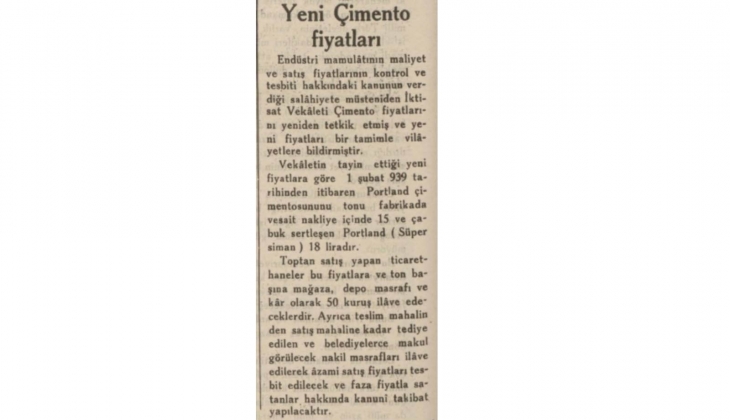 Yeni Çimento
fiyatları
Endüstri mamulâtının maliyet
ve satış fiyatlarının kontrol ve
tesbiti hakkındaki kanunun ver-
diği salâhiyete müsteniden İkti-
sat Vekâleti Çimento fiyatları-
nı yeniden tetkik etmiş ve ye-
ni fiyatları bir tamimle vilâ-
yetlere bildirmiştir.
Vekâletin tayin ettiği yeni
fiyatlara göre 1 şubat 939 ta-
rihinden itibaren Portland çi-
mentosununu tonu fabrikada
vesait nakliye içinde 15 ve ça-
buk sertleşen Portland ( Süper
siman ) 18 liradır.
Toptan satış yapan ticaret-
haneler bu fiyatlara ve ton ba-
şına mağaza, depo masrafı ve
kâr olarak 50 kuruş ilâve ede-
ceklerdir. Ayrıca teslim mahalin
den satış mahaline kadar tediye
edilen ve belediyelerce makul
görülecek nakil masrafları ilâve
edilerek âzami satış fiyatları tes-
bit edilecek ve faza fiyatla sa-
tanlar hakkında kanuni takibat
yapılacaktır.